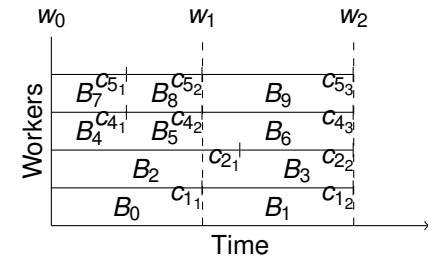 w₀ w₁ w₂
c₅₁ c₅₂ c₅₃
B₇ B₈ B₉
c₄₁ c₄₂ c₄₃
B₄ B₅ B₆
c₂₁ c₂₂
B₂ B₃
c₁₁ c₁₂
B₀ B₁
Workers
Time